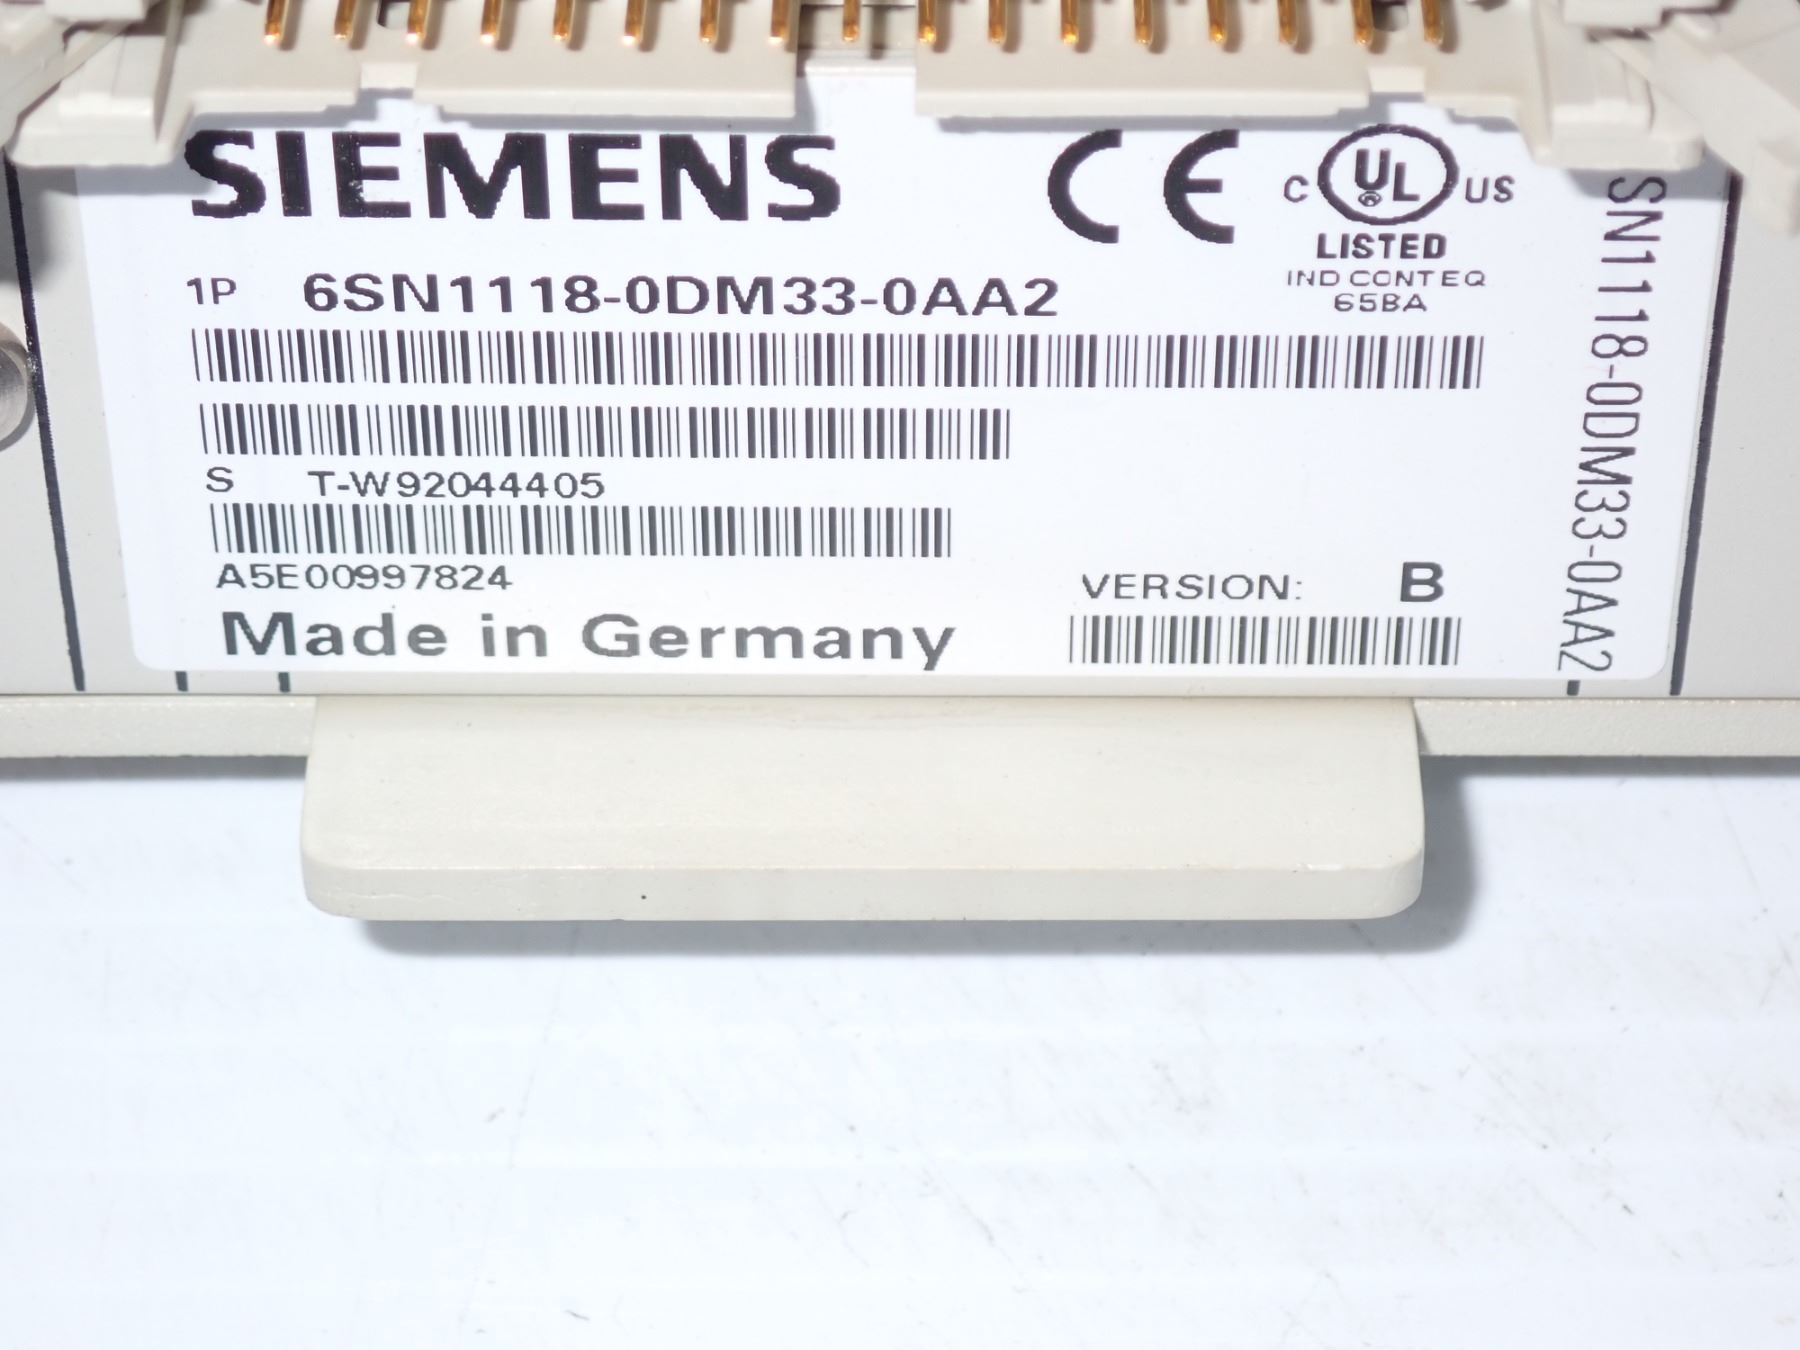 SIEMENS
CE
C UL US
®
LISTED
IND CONT EQ
65BA
1P 6SN1118-0DM33-0AA2
S T-W92044405
A5E00997824
VERSION: B
Made in Germany
SN1118-0DM33-0AA2